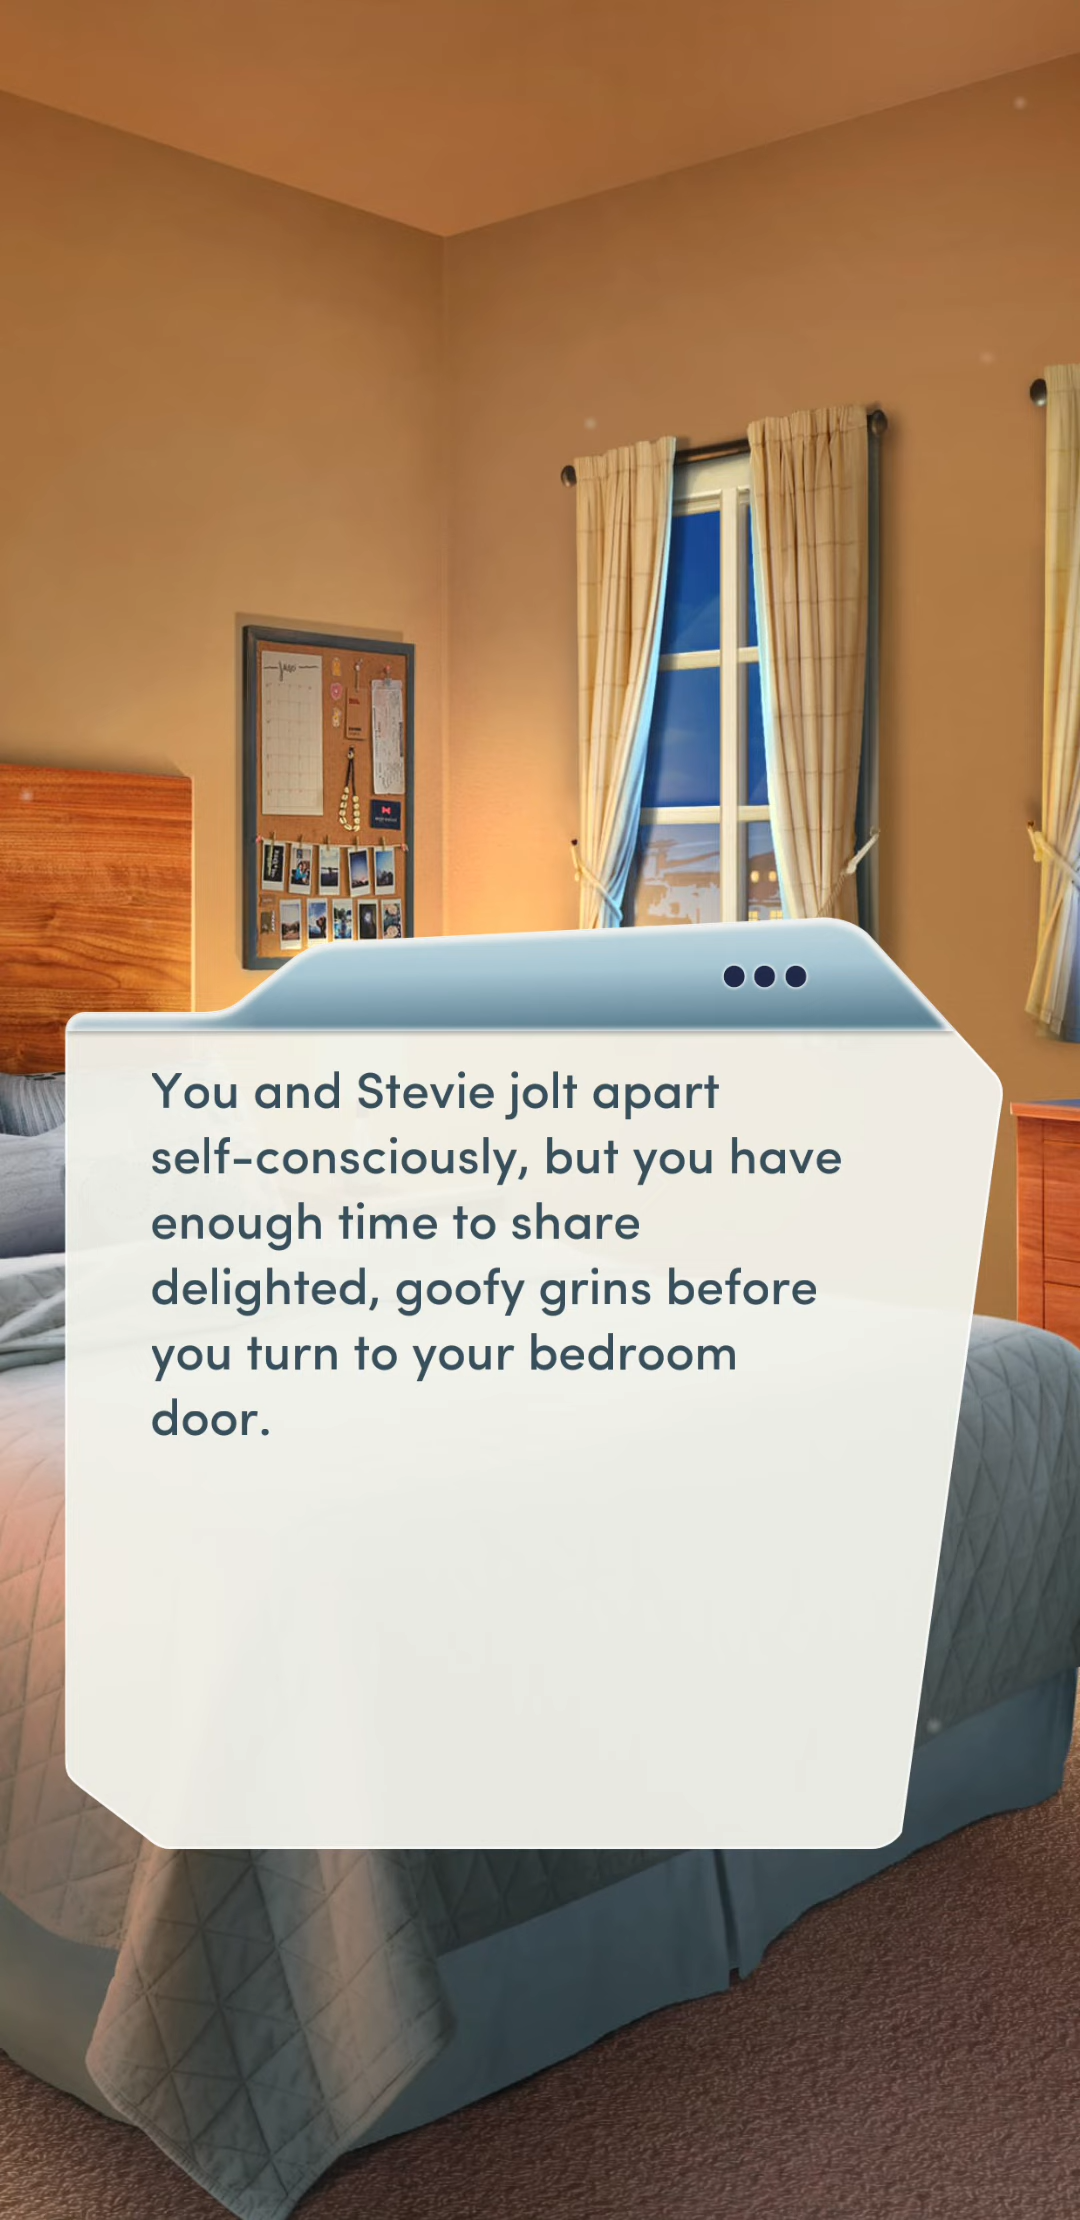 You and Stevie jolt apart
self-consciously, but you have
enough time to share
delighted, goofy grins before
you turn to your bedroom
door.